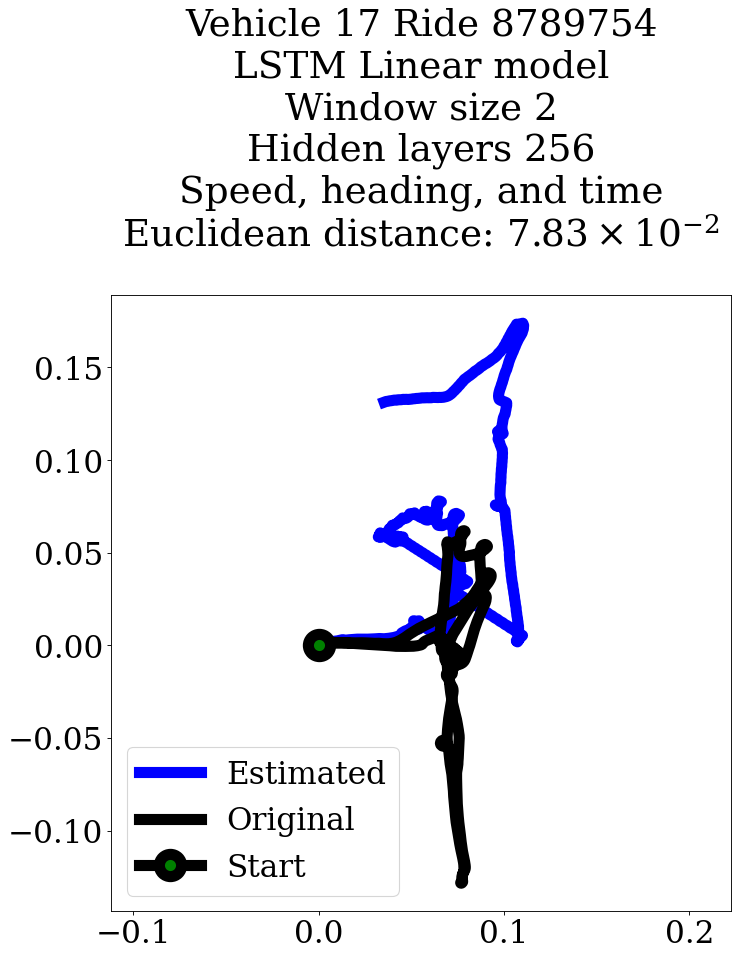 Vehicle 17 Ride 8789754
LSTM Linear model
Window size 2
Hidden layers 256
Speed, heading, and time
Euclidean distance: 7.83 × 10⁻²
0.15
0.10
0.05
0.00
−0.05
−0.10
Estimated
Original
Start
−0.1 0.0 0.1 0.2